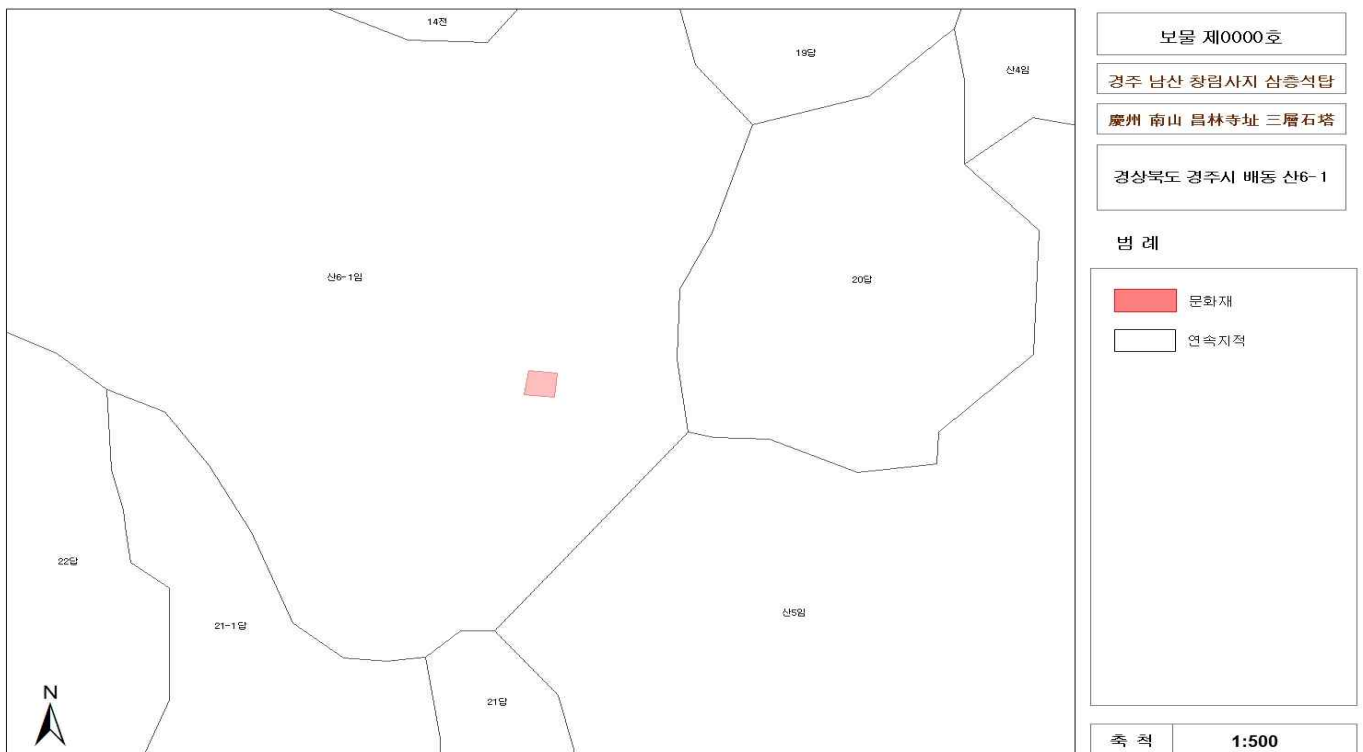 14전
19답
산4임
산6-1임
20답
22답
21-1답
산5임
21답
N
보물 제0000호
경주 남산 창림사지 삼층석탑
慶州 南山 昌林寺址 三層石塔
경상북도 경주시 배동 산6-1
범 례
문화재
연속지적
축 척 1:500